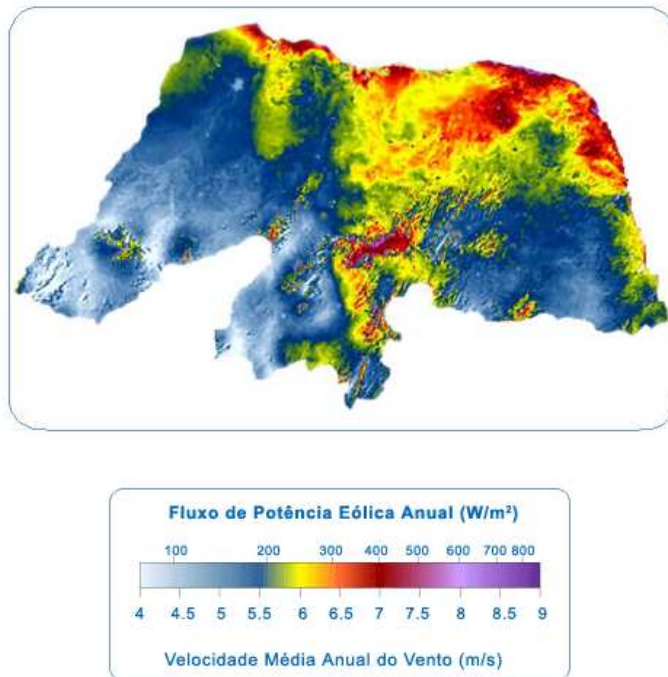 Fluxo de Potência Eólica Anual (W/m²)
100 200 300 400 500 600 700 800
4 4.5 5 5.5 6 6.5 7 7.5 8 8.5 9
Velocidade Média Anual do Vento (m/s)